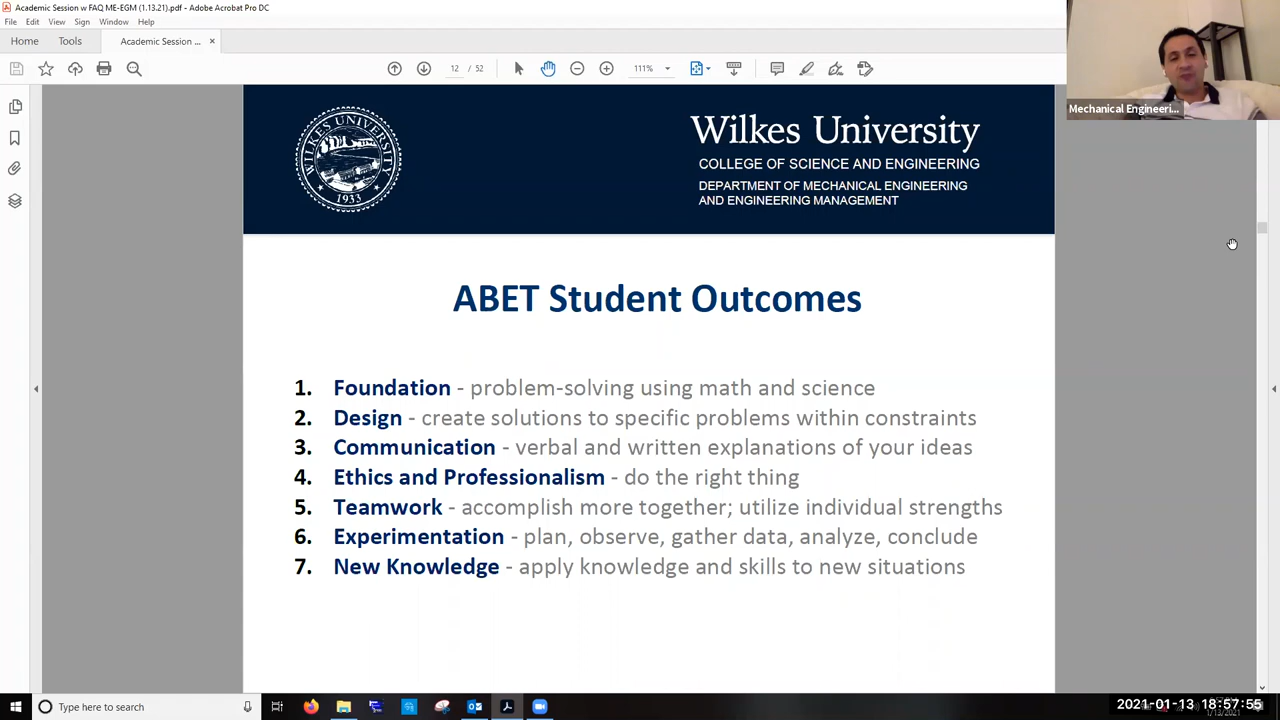 Academic Session w FAQ ME-EGM (1.13.21).pdf - Adobe Acrobat Pro DC
File Edit View Sign Window Help
Home Tools Academic Session ... ×
12 / 52 111%
Mechanical Engineeri...
WILKES UNIVERSITY
1933
Wilkes University
COLLEGE OF SCIENCE AND ENGINEERING
DEPARTMENT OF MECHANICAL ENGINEERING
AND ENGINEERING MANAGEMENT
ABET Student Outcomes
1. Foundation - problem-solving using math and science
2. Design - create solutions to specific problems within constraints
3. Communication - verbal and written explanations of your ideas
4. Ethics and Professionalism - do the right thing
5. Teamwork - accomplish more together; utilize individual strengths
6. Experimentation - plan, observe, gather data, analyze, conclude
7. New Knowledge - apply knowledge and skills to new situations
Type here to search
2021-01-13 18:57:55